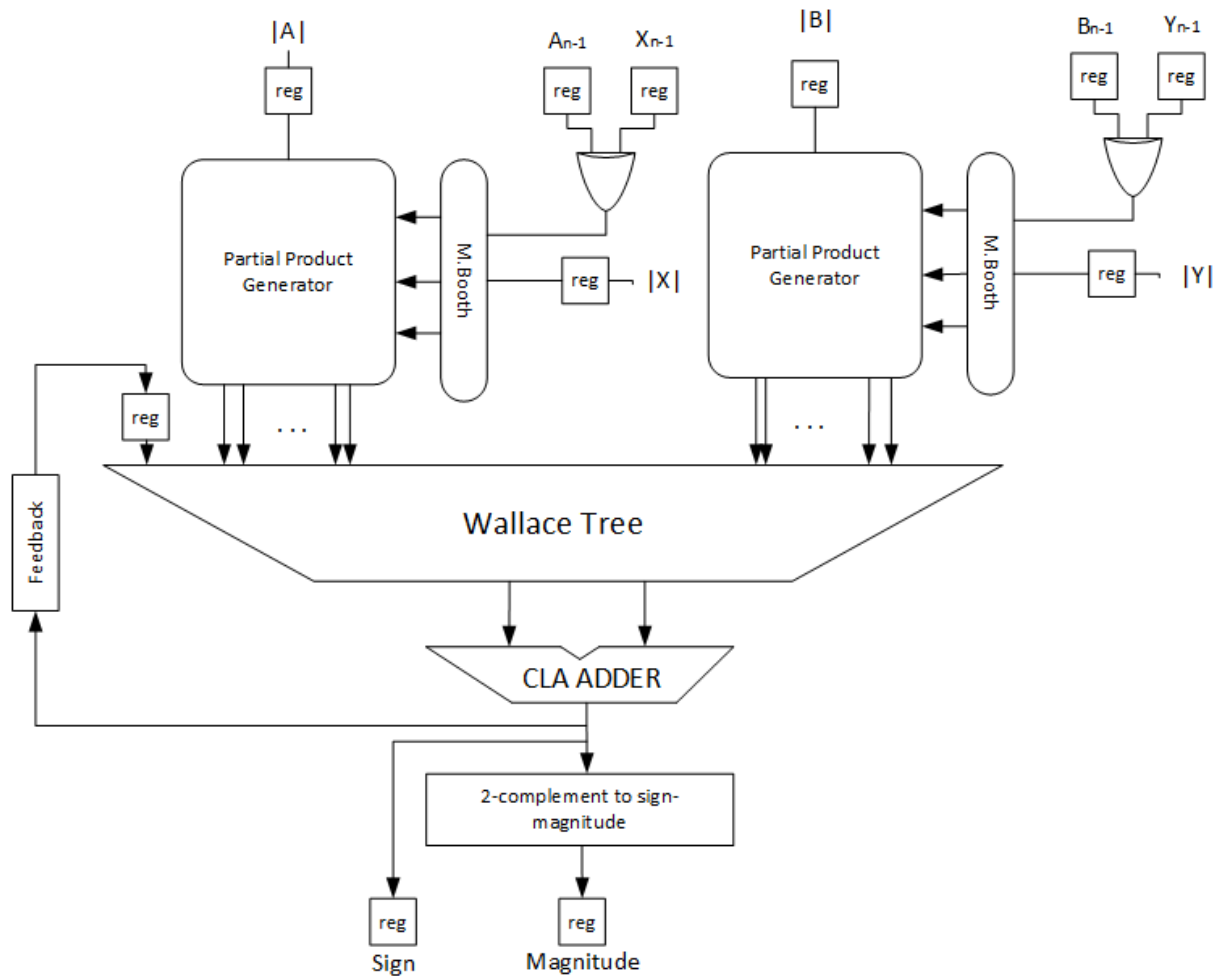 |A|
An-1
Xn-1
|B|
Bn-1
Yn-1
reg
reg
reg
reg
reg
reg
Partial Product
Generator
M.Booth
reg
|X|
Partial Product
Generator
M.Booth
reg
|Y|
reg
. . .
. . .
Feedback
Wallace Tree
CLA ADDER
2-complement to sign-
magnitude
reg
reg
Sign
Magnitude